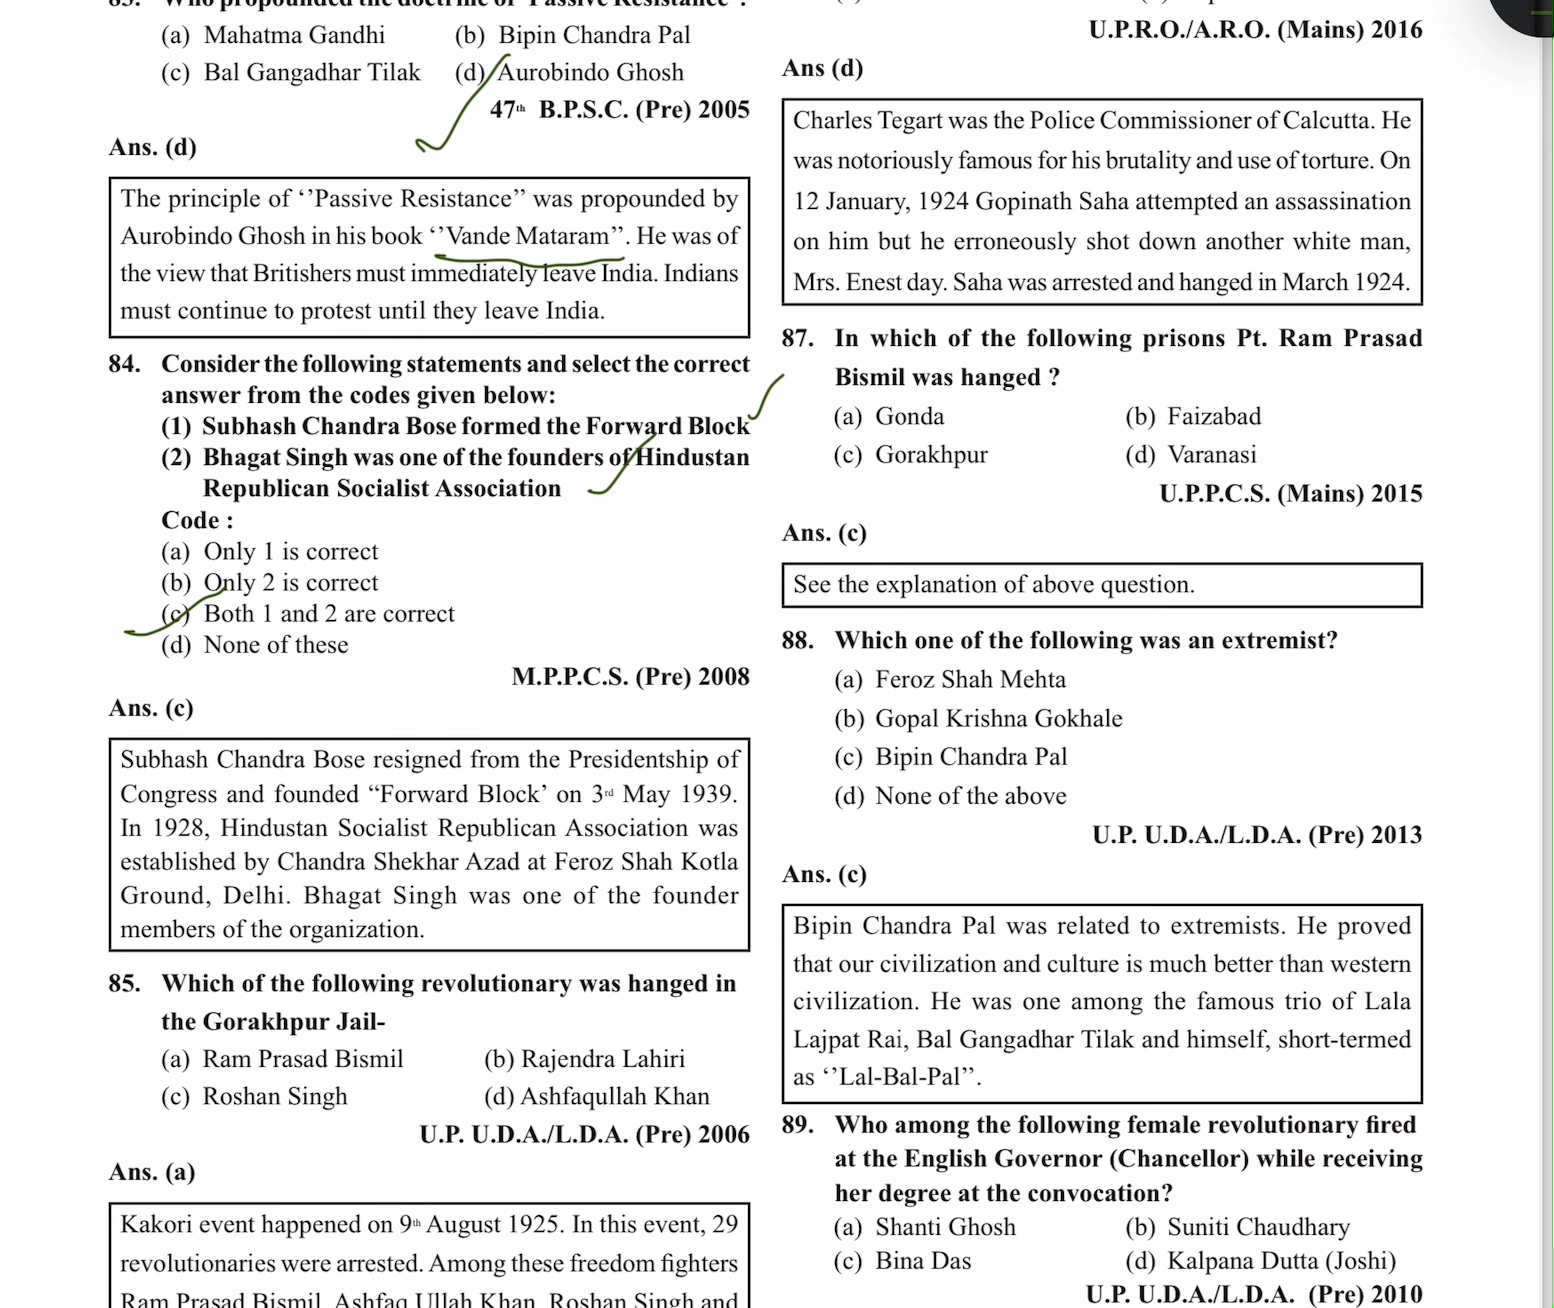 (a) Mahatma Gandhi (b) Bipin Chandra Pal
(c) Bal Gangadhar Tilak (d) Aurobindo Ghosh
47th B.P.S.C. (Pre) 2005
Ans. (d)
The principle of ‘’Passive Resistance’’ was propounded by
Aurobindo Ghosh in his book ‘’Vande Mataram’’. He was of
the view that Britishers must immediately leave India. Indians
must continue to protest until they leave India.
84. Consider the following statements and select the correct
answer from the codes given below:
(1) Subhash Chandra Bose formed the Forward Block
(2) Bhagat Singh was one of the founders of Hindustan
Republican Socialist Association
Code :
(a) Only 1 is correct
(b) Only 2 is correct
(c) Both 1 and 2 are correct
(d) None of these
M.P.P.C.S. (Pre) 2008
Ans. (c)
Subhash Chandra Bose resigned from the Presidentship of
Congress and founded “Forward Block’ on 3rd May 1939.
In 1928, Hindustan Socialist Republican Association was
established by Chandra Shekhar Azad at Feroz Shah Kotla
Ground, Delhi. Bhagat Singh was one of the founder
members of the organization.
85. Which of the following revolutionary was hanged in
the Gorakhpur Jail-
(a) Ram Prasad Bismil (b) Rajendra Lahiri
(c) Roshan Singh (d) Ashfaqullah Khan
U.P. U.D.A./L.D.A. (Pre) 2006
Ans. (a)
Kakori event happened on 9th August 1925. In this event, 29
revolutionaries were arrested. Among these freedom fighters
Ram Prasad Bismil, Ashfaq Ullah Khan, Roshan Singh and
U.P.R.O./A.R.O. (Mains) 2016
Ans (d)
Charles Tegart was the Police Commissioner of Calcutta. He
was notoriously famous for his brutality and use of torture. On
12 January, 1924 Gopinath Saha attempted an assassination
on him but he erroneously shot down another white man,
Mrs. Enest day. Saha was arrested and hanged in March 1924.
87. In which of the following prisons Pt. Ram Prasad
Bismil was hanged ?
(a) Gonda (b) Faizabad
(c) Gorakhpur (d) Varanasi
U.P.P.C.S. (Mains) 2015
Ans. (c)
See the explanation of above question.
88. Which one of the following was an extremist?
(a) Feroz Shah Mehta
(b) Gopal Krishna Gokhale
(c) Bipin Chandra Pal
(d) None of the above
U.P. U.D.A./L.D.A. (Pre) 2013
Ans. (c)
Bipin Chandra Pal was related to extremists. He proved
that our civilization and culture is much better than western
civilization. He was one among the famous trio of Lala
Lajpat Rai, Bal Gangadhar Tilak and himself, short-termed
as ‘’Lal-Bal-Pal’’.
89. Who among the following female revolutionary fired
at the English Governor (Chancellor) while receiving
her degree at the convocation?
(a) Shanti Ghosh (b) Suniti Chaudhary
(c) Bina Das (d) Kalpana Dutta (Joshi)
U.P. U.D.A./L.D.A. (Pre) 2010